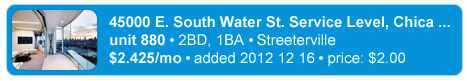 45000 E. South Water St. Service Level, Chica ...
unit 880 • 2BD, 1BA • Streeterville
$2.425/mo • added 2012 12 16 • price: $2.00